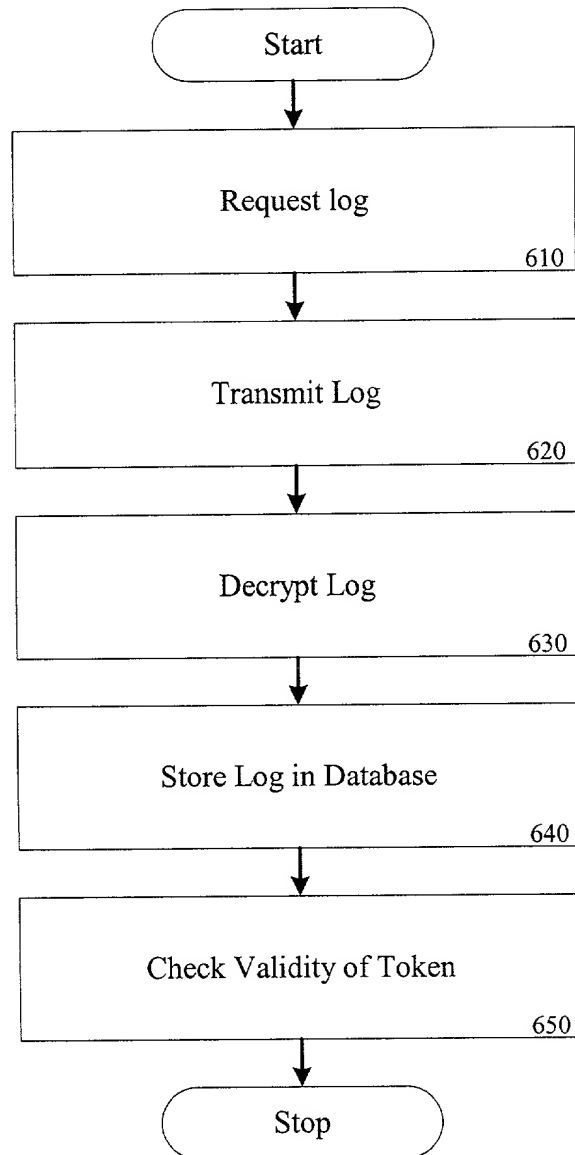 Start
Request log
610
Transmit Log
620
Decrypt Log
630
Store Log in Database
640
Check Validity of Token
650
Stop